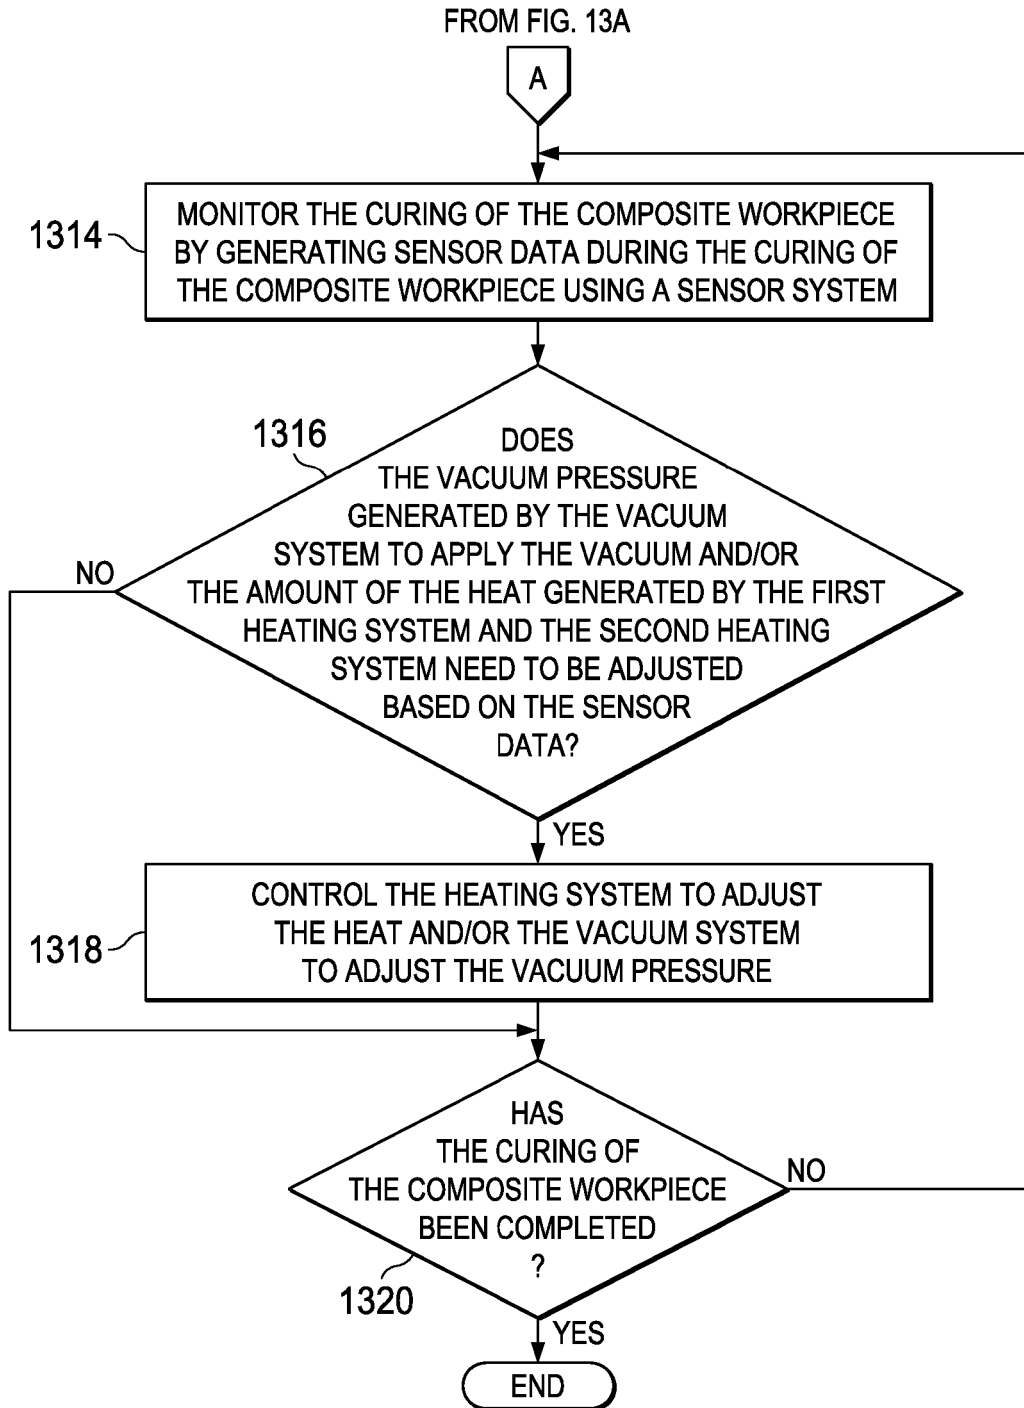 FROM FIG. 13A
A
1314
MONITOR THE CURING OF THE COMPOSITE WORKPIECE
BY GENERATING SENSOR DATA DURING THE CURING OF
THE COMPOSITE WORKPIECE USING A SENSOR SYSTEM
1316
DOES
THE VACUUM PRESSURE
GENERATED BY THE VACUUM
SYSTEM TO APPLY THE VACUUM AND/OR
THE AMOUNT OF THE HEAT GENERATED BY THE FIRST
HEATING SYSTEM AND THE SECOND HEATING
SYSTEM NEED TO BE ADJUSTED
BASED ON THE SENSOR
DATA?
NO
YES
1318
CONTROL THE HEATING SYSTEM TO ADJUST
THE HEAT AND/OR THE VACUUM SYSTEM
TO ADJUST THE VACUUM PRESSURE
HAS
THE CURING OF
THE COMPOSITE WORKPIECE
BEEN COMPLETED
?
NO
1320
YES
END